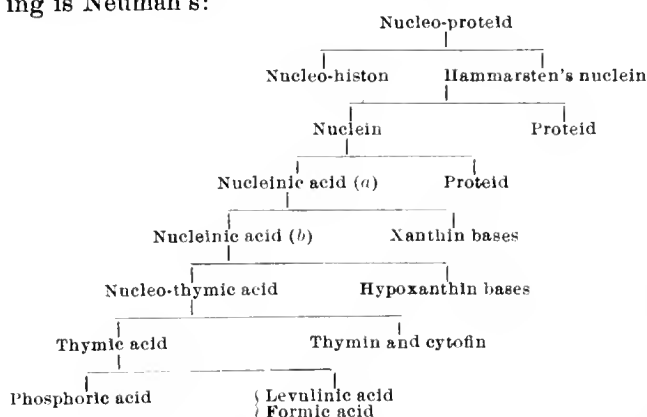 ing is Neuman's:
Nucleo-proteid
Nucleo-histon Hammarsten's nuclein
Nuclein Proteid
Nucleinic acid (a) Proteid
Nucleinic acid (b) Xanthin bases
Nucleo-thymic acid Hypoxanthin bases
Thymic acid Thymin and cytofin
Phosphoric acid { Levulinic acid
} Formic acid